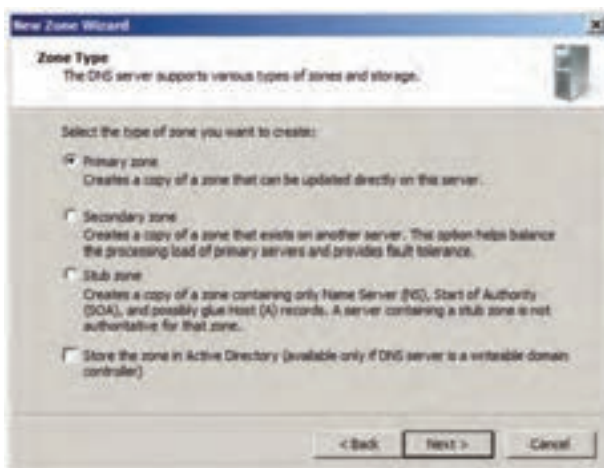 New Zone Wizard
Zone Type
The DNS server supports various types of zones and storage.
Select the type of zone you want to create:
Primary zone
Creates a copy of a zone that can be updated directly on this server.
Secondary zone
Creates a copy of a zone that exists on another server. This option helps balance
the processing load of primary servers and provides fault tolerance.
Stub zone
Creates a copy of a zone containing only Name Server (NS), Start of Authority
(SOA), and possibly glue Host (A) records. A server containing a stub zone is not
authoritative for that zone.
Store the zone in Active Directory (available only if DNS server is a writeable domain
controller)
< Back
Next >
Cancel